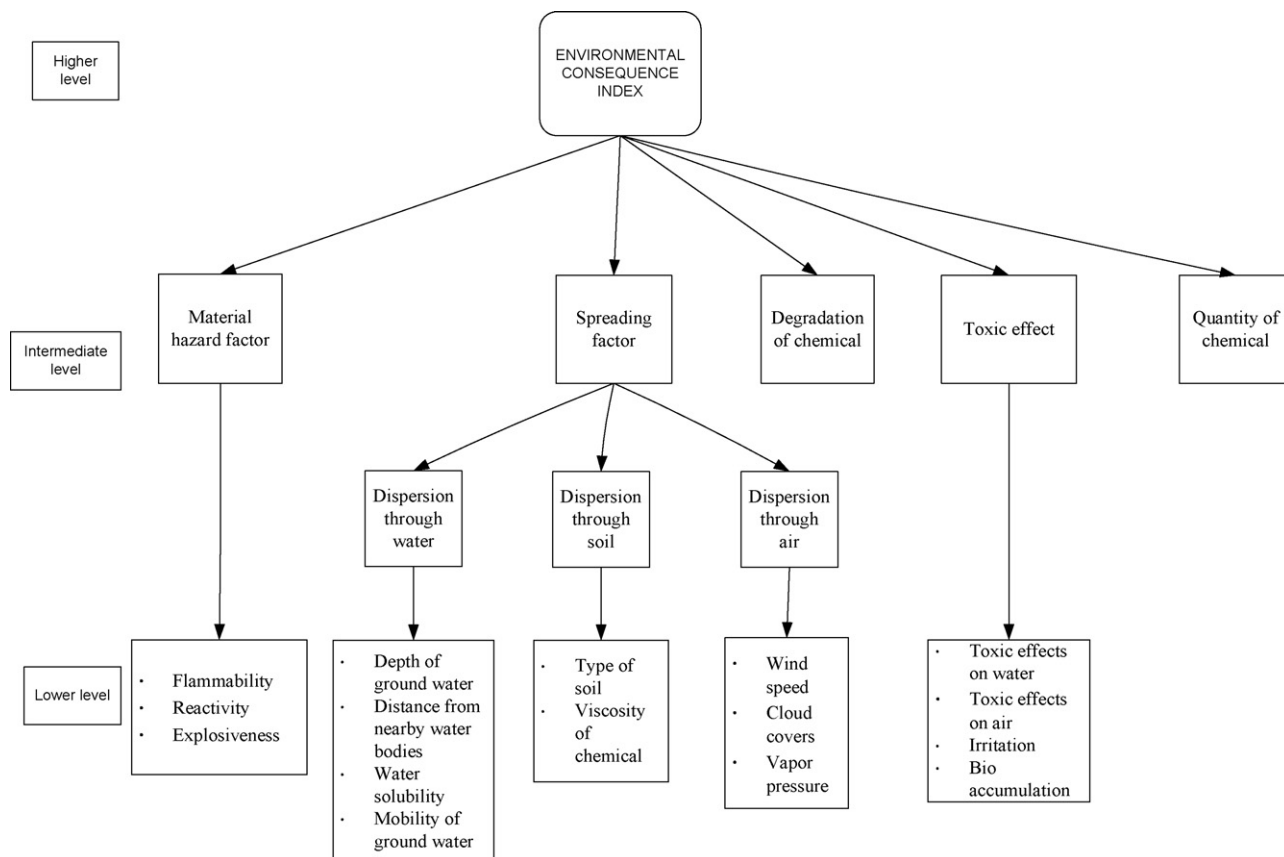 Higher
level
ENVIRONMENTAL
CONSEQUENCE
INDEX
Intermediate
level
Material
hazard factor
Spreading
factor
Degradation
of chemical
Toxic effect
Quantity of
chemical
Dispersion
through
water
Dispersion
through
soil
Dispersion
through
air
Lower level
· Flammability
· Reactivity
· Explosiveness
· Depth of
ground water
· Distance from
nearby water
bodies
· Water
solubility
· Mobility of
ground water
· Type of
soil
· Viscosity
of
chemical
· Wind
speed
· Cloud
covers
· Vapor
pressure
· Toxic effects
on water
· Toxic effects
on air
· Irritation
· Bio
accumulation